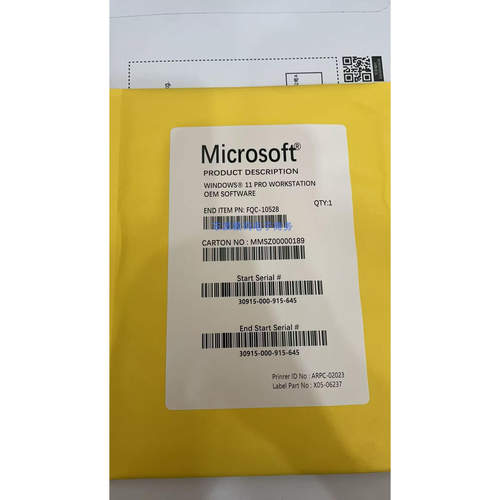 Microsoft®
PRODUCT DESCRIPTION
WINDOWS® 11 PRO WORKSTATION
OEM SOFTWARE
QTY:1
END ITEM PN: FQC-10528
CARTON NO : MMSZ00000189
Start Serial #
30915-000-915-645
End Start Serial #
30915-000-915-645
Prinrer ID No : ARPC-02023
Label Part No : X05-06237